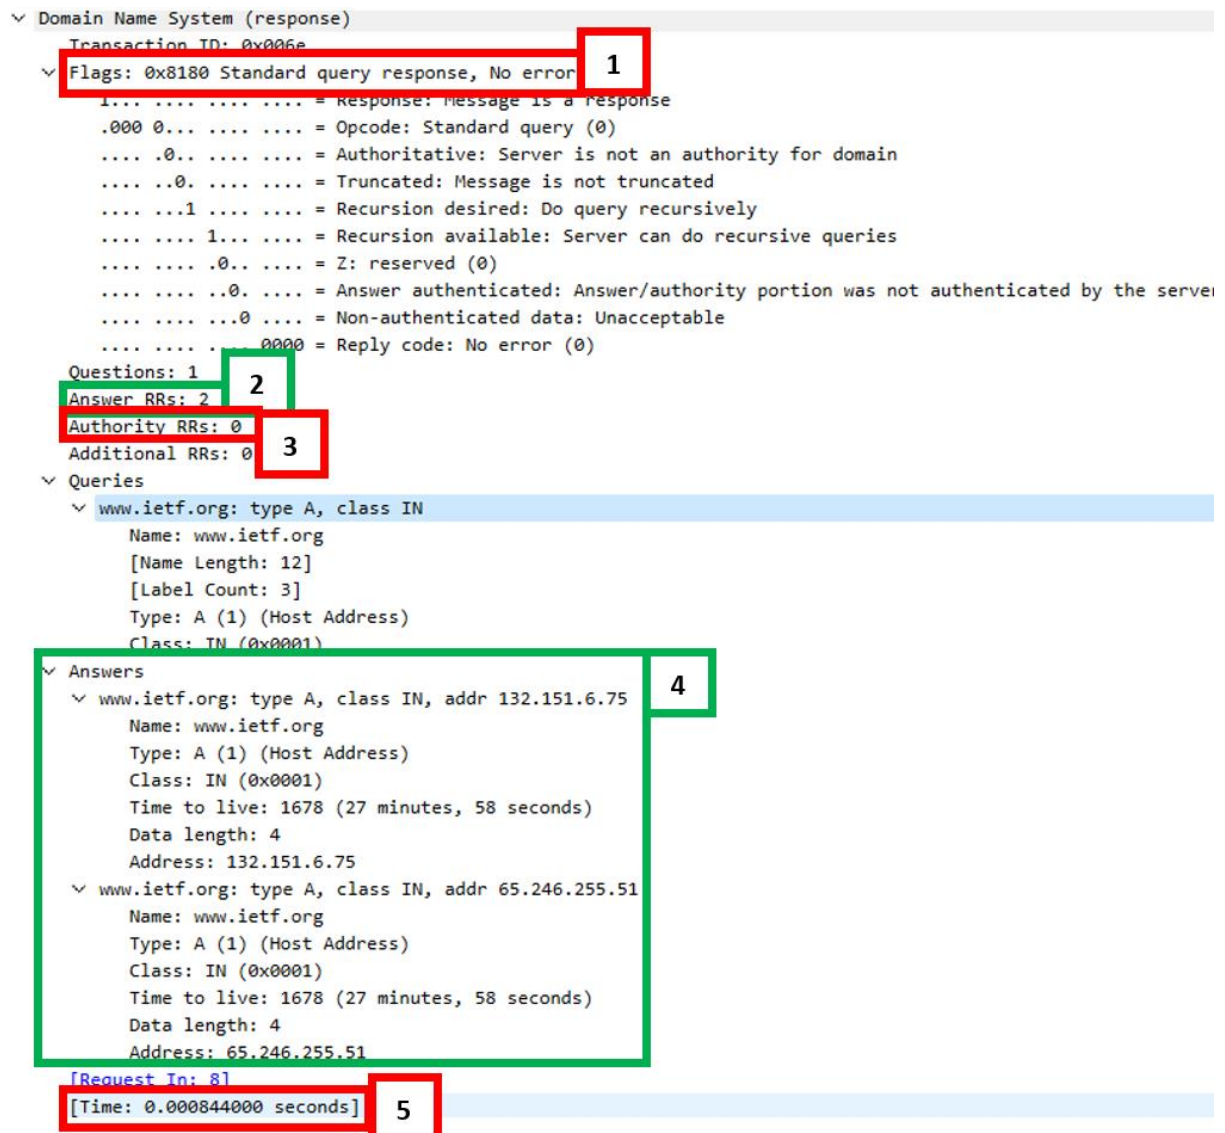 Domain Name System (response)
Transaction ID: 0x006e
Flags: 0x8180 Standard query response, No error
1
1... .... .... .... = Response: Message is a response
.000 0... .... .... = Opcode: Standard query (0)
.... .0.. .... .... = Authoritative: Server is not an authority for domain
.... ..0. .... .... = Truncated: Message is not truncated
.... ...1 .... .... = Recursion desired: Do query recursively
.... .... 1... .... = Recursion available: Server can do recursive queries
.... .... .0.. .... = Z: reserved (0)
.... .... ..0. .... = Answer authenticated: Answer/authority portion was not authenticated by the server
.... .... ...0 .... = Non-authenticated data: Unacceptable
.... .... .... 0000 = Reply code: No error (0)
Questions: 1
2
Answer RRs: 2
Authority RRs: 0
3
Additional RRs: 0
Queries
www.ietf.org: type A, class IN
Name: www.ietf.org
[Name Length: 12]
[Label Count: 3]
Type: A (1) (Host Address)
Class: IN (0x0001)
Answers
4
www.ietf.org: type A, class IN, addr 132.151.6.75
Name: www.ietf.org
Type: A (1) (Host Address)
Class: IN (0x0001)
Time to live: 1678 (27 minutes, 58 seconds)
Data length: 4
Address: 132.151.6.75
www.ietf.org: type A, class IN, addr 65.246.255.51
Name: www.ietf.org
Type: A (1) (Host Address)
Class: IN (0x0001)
Time to live: 1678 (27 minutes, 58 seconds)
Data length: 4
Address: 65.246.255.51
[Request In: 8]
[Time: 0.000844000 seconds]
5